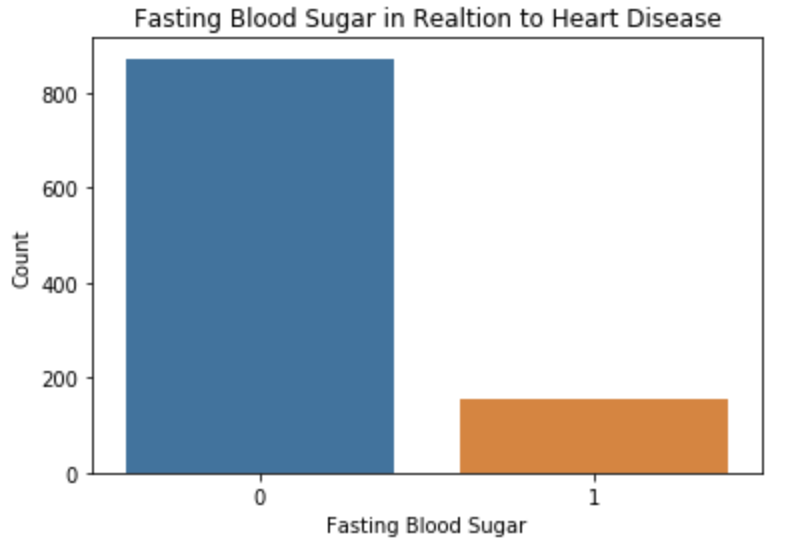 Fasting Blood Sugar in Realtion to Heart Disease
800
600
400
200
0
Count
0 1
Fasting Blood Sugar